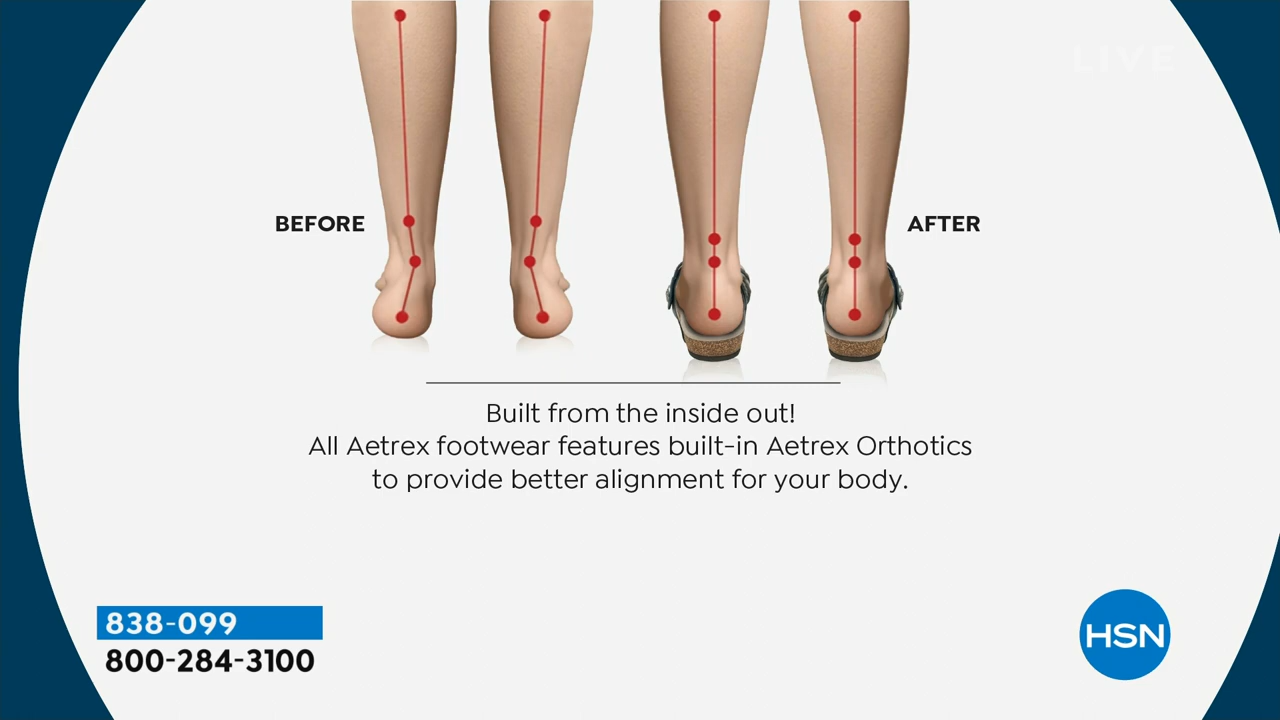 LIVE
BEFORE
AFTER
Built from the inside out!
All Aetrex footwear features built-in Aetrex Orthotics
to provide better alignment for your body.
838-099
800-284-3100
HSN